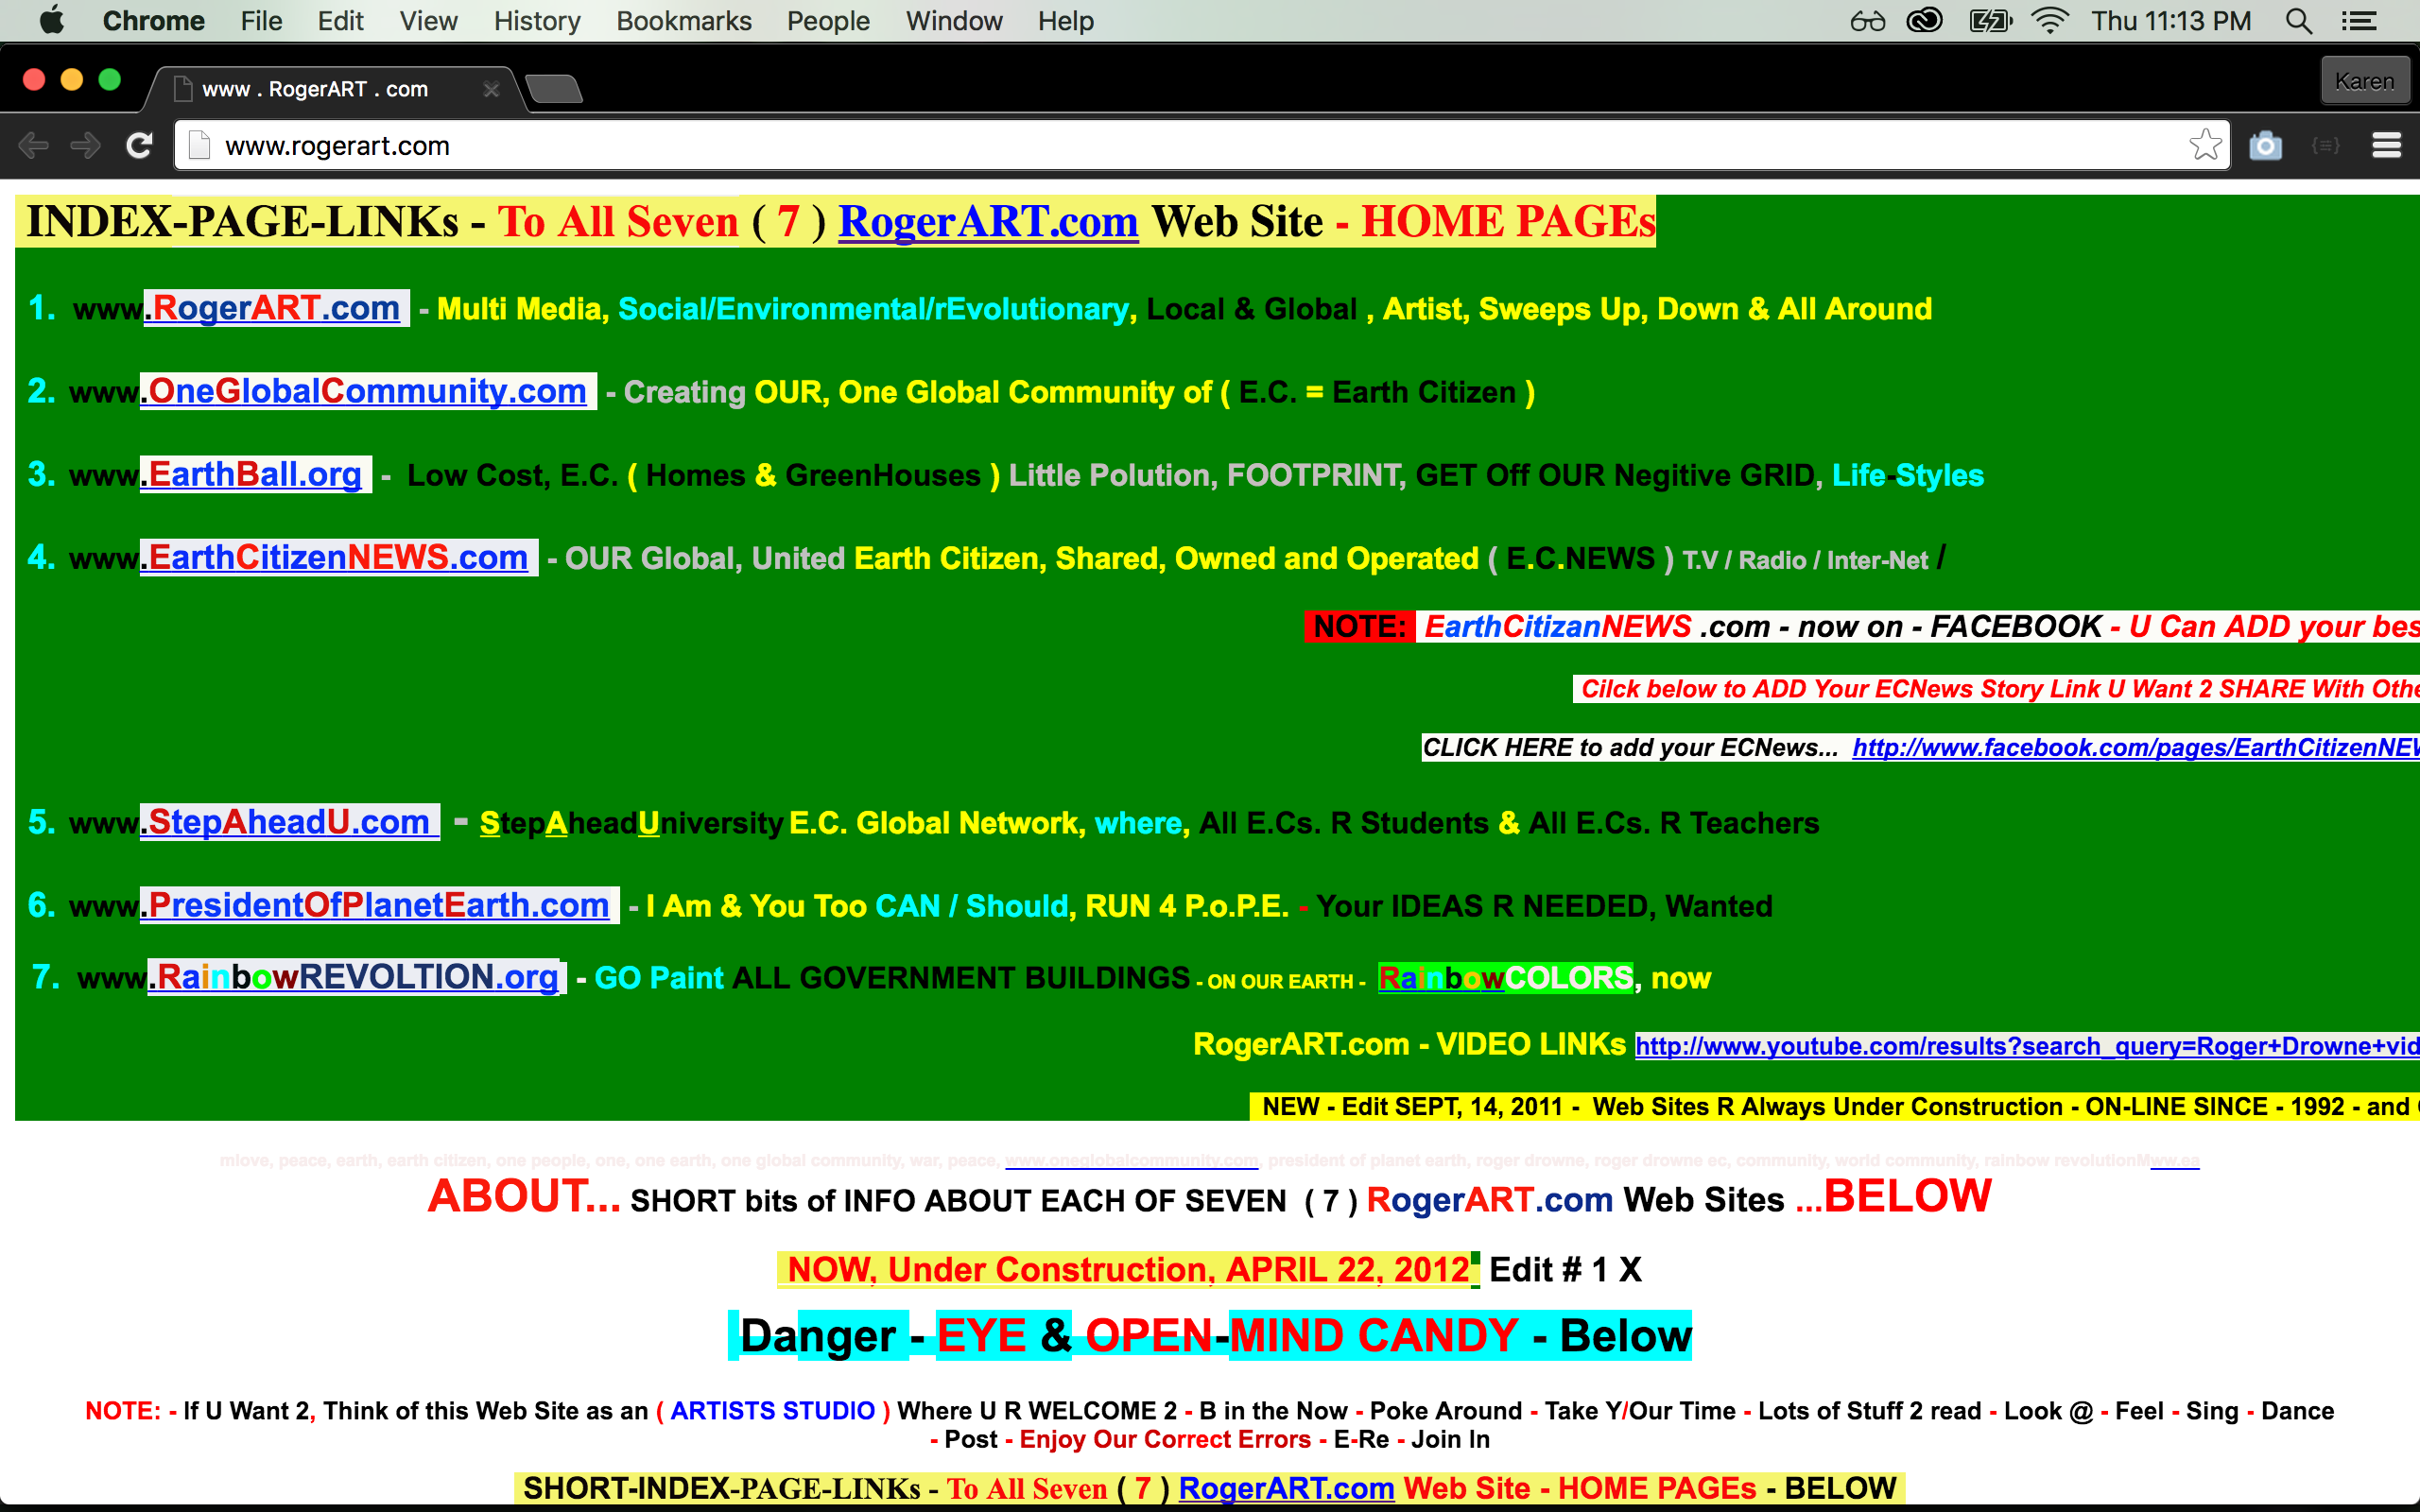 Chrome File Edit View History Bookmarks People Window Help Thu 11:13 PM
www . RogerART . com Karen
www.rogerart.com
INDEX-PAGE-LINKs - To All Seven ( 7 ) RogerART.com Web Site - HOME PAGEs
1. www.RogerART.com - Multi Media, Social/Environmental/rEvolutionary, Local & Global , Artist, Sweeps Up, Down & All Around
2. www.OneGlobalCommunity.com - Creating OUR, One Global Community of ( E.C. = Earth Citizen )
3. www.EarthBall.org - Low Cost, E.C. ( Homes & GreenHouses ) Little Polution, FOOTPRINT, GET Off OUR Negitive GRID, Life-Styles
4. www.EarthCitizenNEWS.com - OUR Global, United Earth Citizen, Shared, Owned and Operated ( E.C.NEWS ) T.V / Radio / Inter-Net /
NOTE: EarthCitizanNEWS .com - now on - FACEBOOK - U Can ADD your bes
Cilck below to ADD Your ECNews Story Link U Want 2 SHARE With Othe
CLICK HERE to add your ECNews... http://www.facebook.com/pages/EarthCitizenNEW
5. www.StepAheadU.com - StepAheadUniversity E.C. Global Network, where, All E.Cs. R Students & All E.Cs. R Teachers
6. www.PresidentOfPlanetEarth.com - I Am & You Too CAN / Should, RUN 4 P.o.P.E. - Your IDEAS R NEEDED, Wanted
7. www.RainbowREVOLTION.org - GO Paint ALL GOVERNMENT BUILDINGS - ON OUR EARTH - RainbowCOLORS, now
RogerART.com - VIDEO LINKs http://www.youtube.com/results?search_query=Roger+Drowne+vid
NEW - Edit SEPT, 14, 2011 - Web Sites R Always Under Construction - ON-LINE SINCE - 1992 - and
mlove, peace, earth, earth citizen, one people, one, one earth, one global community, war, peace, www.oneglobalcommunity.com, president of planet earth, roger drowne, roger drowne ec, community, world community, rainbow revolutionMww.ea
ABOUT... SHORT bits of INFO ABOUT EACH OF SEVEN ( 7 ) RogerART.com Web Sites ...BELOW
NOW, Under Construction, APRIL 22, 2012 Edit # 1 X
Danger - EYE & OPEN-MIND CANDY - Below
NOTE: - If U Want 2, Think of this Web Site as an ( ARTISTS STUDIO ) Where U R WELCOME 2 - B in the Now - Poke Around - Take Y/Our Time - Lots of Stuff 2 read - Look @ - Feel - Sing - Dance
- Post - Enjoy Our Correct Errors - E-Re - Join In
SHORT-INDEX-PAGE-LINKs - To All Seven ( 7 ) RogerART.com Web Site - HOME PAGEs - BELOW